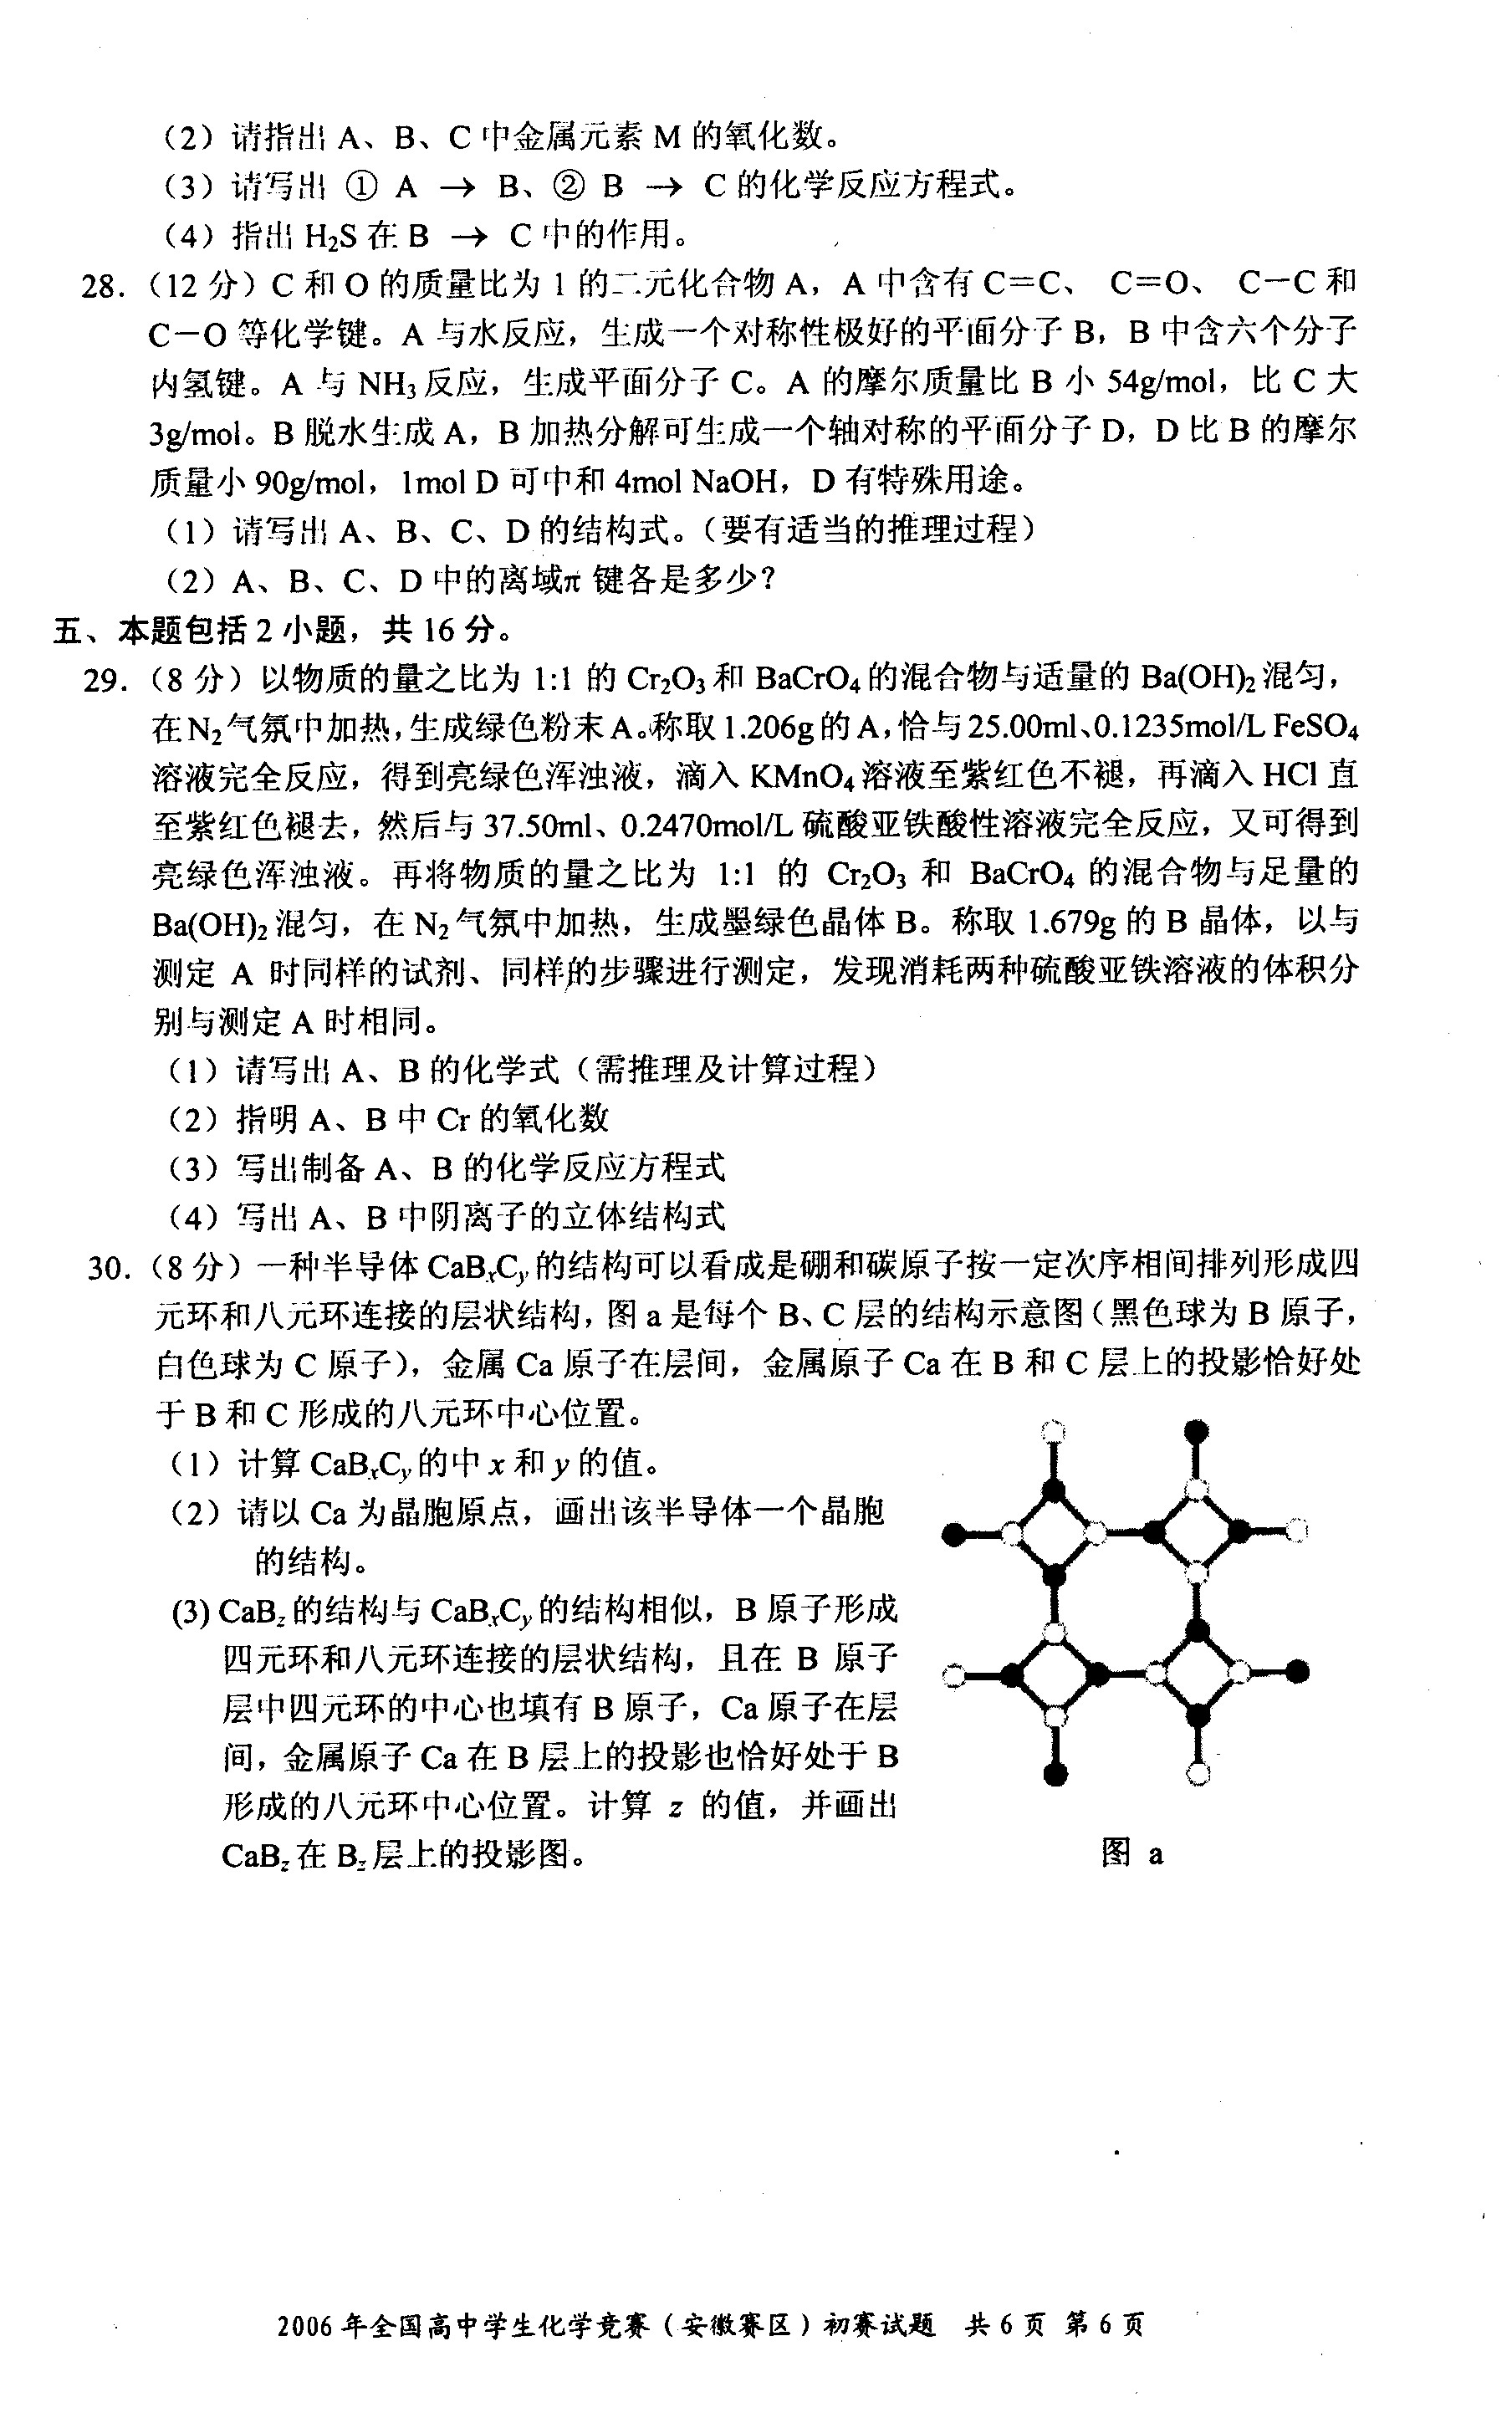 （2）请指出 A、B、C 中金属元素 M 的氧化数。
（3）请写出 ① A → B、② B → C 的化学反应方程式。
（4）指出 H₂S 在 B → C 中的作用。
28.（12 分）C 和 O 的质量比为 1 的二元化合物 A，A 中含有 C＝C、 C＝O、 C－C 和
C－O 等化学键。A 与水反应，生成一个对称性极好的平面分子 B，B 中含六个分子
内氢键。A 与 NH₃ 反应，生成平面分子 C。A 的摩尔质量比 B 小 54g/mol，比 C 大
3g/mol。B 脱水生成 A，B 加热分解可生成一个轴对称的平面分子 D，D 比 B 的摩尔
质量小 90g/mol，1mol D 可中和 4mol NaOH，D 有特殊用途。
（1）请写出 A、B、C、D 的结构式。（要有适当的推理过程）
（2）A、B、C、D 中的离域π 键各是多少？
五、本题包括 2 小题，共 16 分。
29.（8 分）以物质的量之比为 1:1 的 Cr₂O₃ 和 BaCrO₄ 的混合物与适量的 Ba(OH)₂ 混匀，
在 N₂ 气氛中加热，生成绿色粉末 A。称取 1.206g 的 A，恰与 25.00ml、0.1235mol/L FeSO₄
溶液完全反应，得到亮绿色浑浊液，滴入 KMnO₄ 溶液至紫红色不褪，再滴入 HCl 直
至紫红色褪去，然后与 37.50ml、0.2470mol/L 硫酸亚铁酸性溶液完全反应，又可得到
亮绿色浑浊液。再将物质的量之比为 1:1 的 Cr₂O₃ 和 BaCrO₄ 的混合物与足量的
Ba(OH)₂ 混匀，在 N₂ 气氛中加热，生成墨绿色晶体 B。称取 1.679g 的 B 晶体，以与
测定 A 时同样的试剂、同样的步骤进行测定，发现消耗两种硫酸亚铁溶液的体积分
别与测定 A 时相同。
（1）请写出 A、B 的化学式（需推理及计算过程）
（2）指明 A、B 中 Cr 的氧化数
（3）写出制备 A、B 的化学反应方程式
（4）写出 A、B 中阴离子的立体结构式
30.（8 分）一种半导体 CaBₓCᵧ 的结构可以看成是硼和碳原子按一定次序相间排列形成四
元环和八元环连接的层状结构，图 a 是每个 B、C 层的结构示意图（黑色球为 B 原子，
白色球为 C 原子），金属 Ca 原子在层间，金属原子 Ca 在 B 和 C 层上的投影恰好处
于 B 和 C 形成的八元环中心位置。
（1）计算 CaBₓCᵧ 的中 x 和 y 的值。
（2）请以 Ca 为晶胞原点，画出该半导体一个晶胞
的结构。
(3) CaB_z 的结构与 CaBₓCᵧ 的结构相似，B 原子形成
四元环和八元环连接的层状结构，且在 B 原子
层中四元环的中心也填有 B 原子，Ca 原子在层
间，金属原子 Ca 在 B 层上的投影也恰好处于 B
形成的八元环中心位置。计算 z 的值，并画出
CaB_z 在 B_z 层上的投影图。
图 a
2006 年全国高中学生化学竞赛（安徽赛区）初赛试题 共 6 页 第 6 页